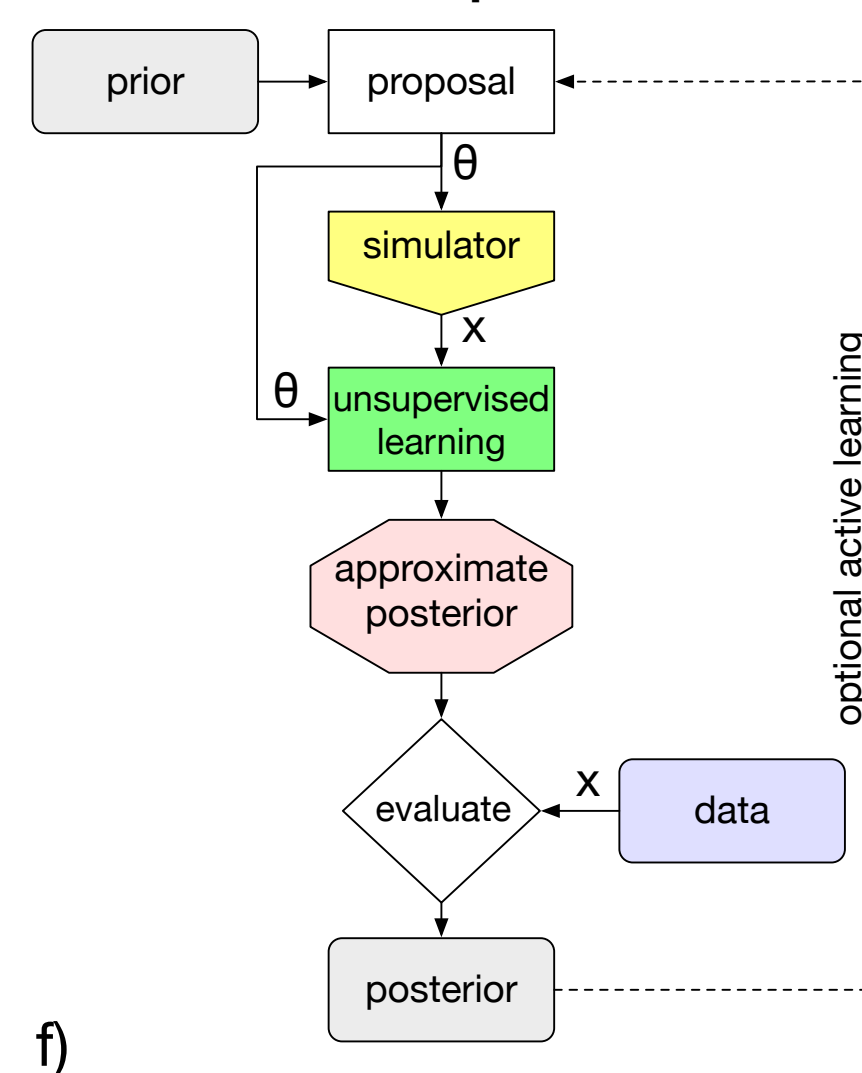 prior
proposal
θ
simulator
x
θ
unsupervised
learning
approximate
posterior
optional active learning
evaluate
x
data
posterior
f)